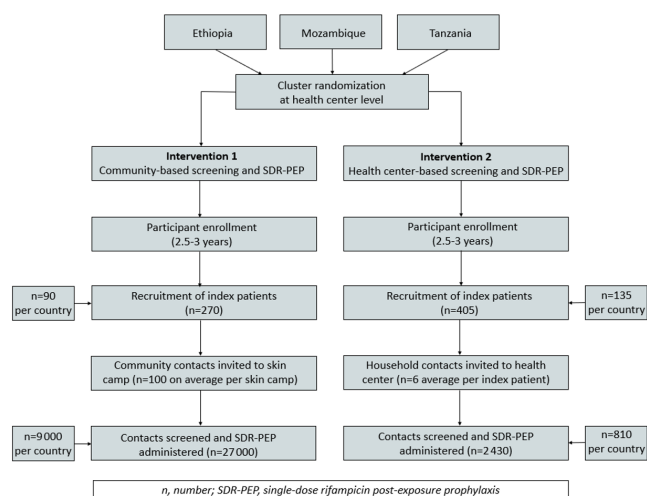 Ethiopia
Mozambique
Tanzania
Cluster randomization
at health center level
Intervention 1
Community-based screening and SDR-PEP
Intervention 2
Health center-based screening and SDR-PEP
Participant enrollment
(2.5-3 years)
Participant enrollment
(2.5-3 years)
n=90
per country
Recruitment of index patients
(n=270)
Recruitment of index patients
(n=405)
n=135
per country
Community contacts invited to skin
camp (n=100 on average per skin camp)
Household contacts invited to health
center (n=6 average per index patient)
n=9 000
per country
Contacts screened and SDR-PEP
administered (n=27 000)
Contacts screened and SDR-PEP
administered (n=2 430)
n=810
per country
n, number; SDR-PEP, single-dose rifampicin post-exposure prophylaxis